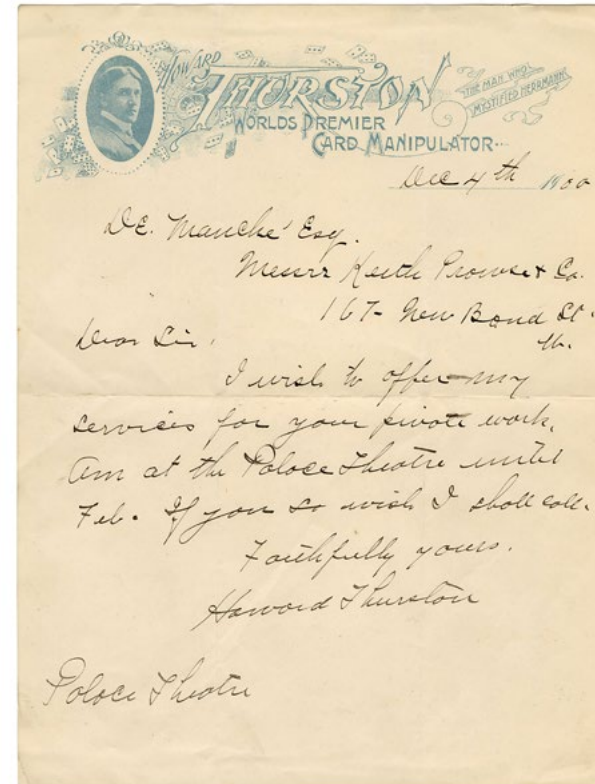 HOWARD
THURSTON
WORLDS PREMIER
CARD MANIPULATOR
THE MAN WHO
MYSTIFIED HERRMANN
Dec 4th 1900
DE. Manché Esq.
Messrs Keith Prowse & Co.
167- New Bond St.
W.
Dear Sir,
I wish to offer my
services for your private work.
Am at the Palace Theatre until
Feb. If you so wish I shall call.
Faithfully yours.
Howard Thurston
Palace Theatre